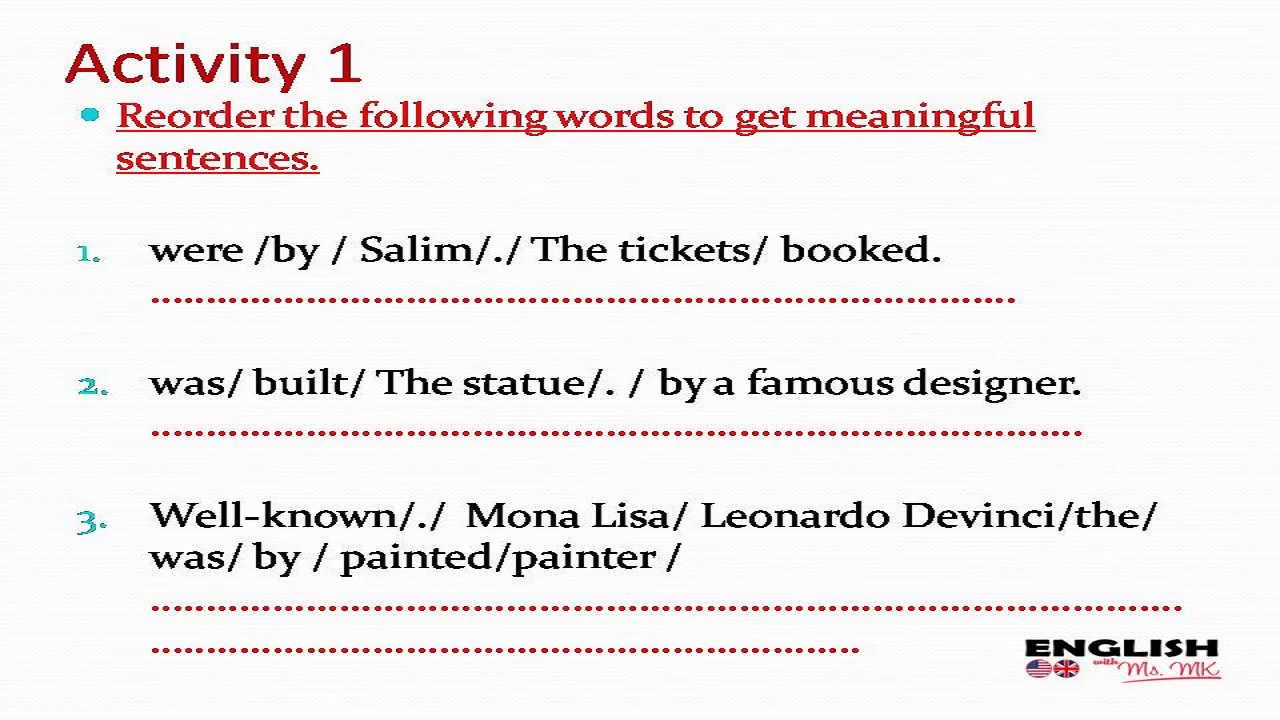 Activity 1
• Reorder the following words to get meaningful
sentences.
1. were /by / Salim/./ The tickets/ booked.
................................................................................
2. was/ built/ The statue/. / by a famous designer.
......................................................................................
3. Well-known/./ Mona Lisa/ Leonardo Devinci/the/
was/ by / painted/painter /
................................................................................................
..................................................................
ENGLISH
with Ms. MK